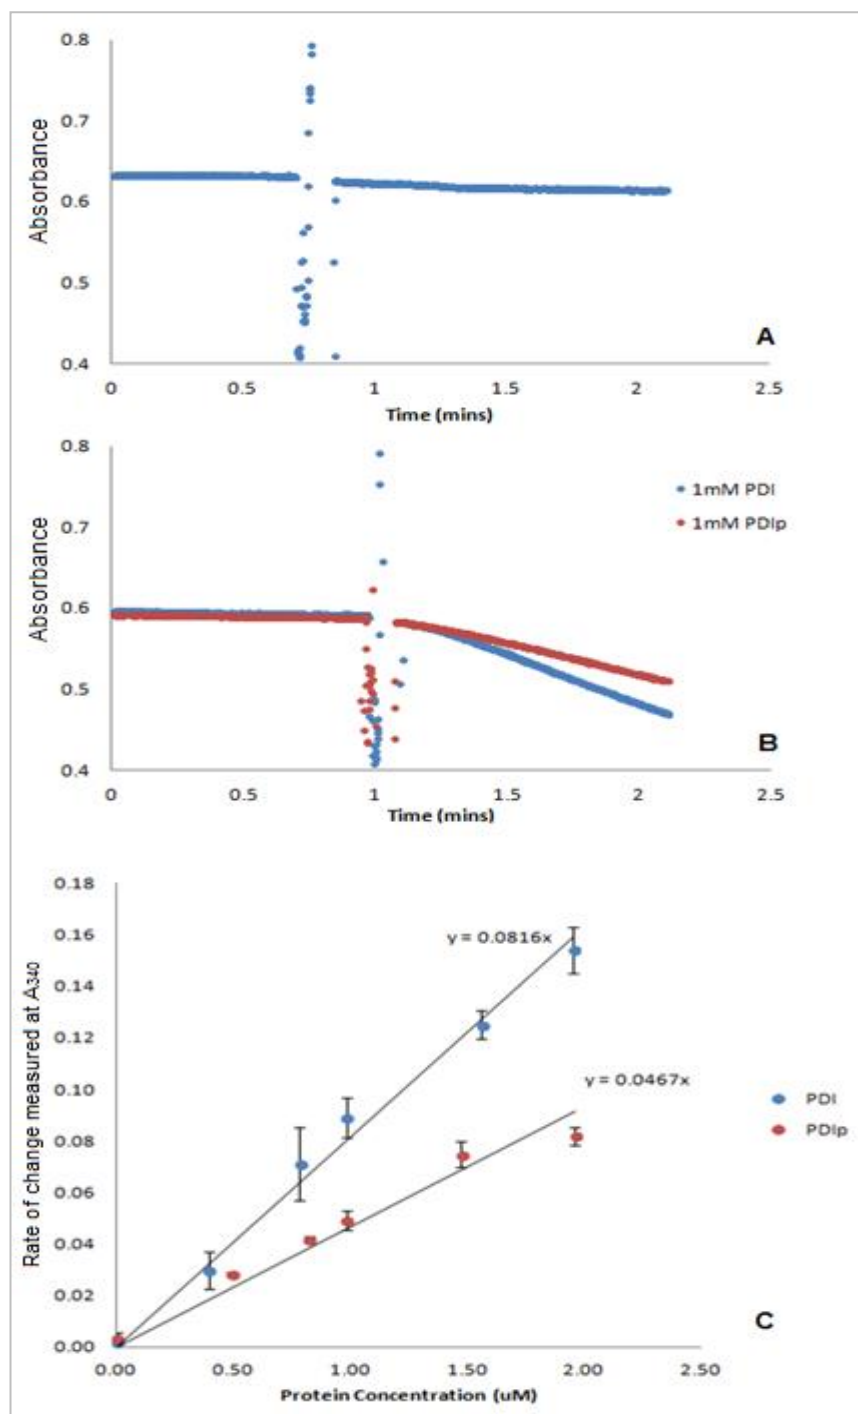 0.8
0.7
0.6
0.5
0.4
Absorbance
A
0 0.5 1 1.5 2 2.5
Time (mins)
0.8
0.7
0.6
0.5
0.4
Absorbance
1mM PDI
1mM PDIp
B
0 0.5 1 1.5 2 2.5
Time (mins)
0.18
0.16
0.14
0.12
0.10
0.08
0.06
0.04
0.02
0.00
Rate of change measured at A340
y = 0.0816x
y = 0.0467x
PDI
PDIp
C
0.00 0.50 1.00 1.50 2.00 2.50
Protein Concentration (uM)